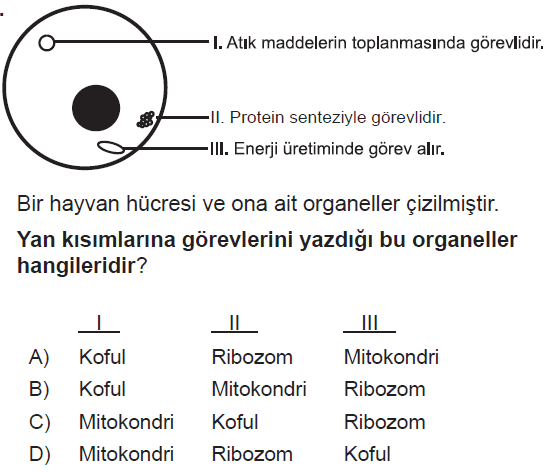 I. Atık maddelerin toplanmasında görevlidir.
II. Protein senteziyle görevlidir.
III. Enerji üretiminde görev alır.
Bir hayvan hücresi ve ona ait organeller çizilmiştir.
Yan kısımlarına görevlerini yazdığı bu organeller
hangileridir?
I II III
A) Koful Ribozom Mitokondri
B) Koful Mitokondri Ribozom
C) Mitokondri Koful Ribozom
D) Mitokondri Ribozom Koful